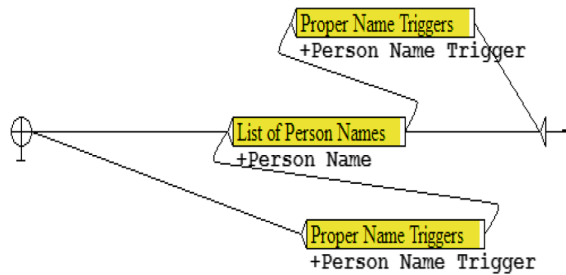 Proper Name Triggers
+Person Name Trigger
List of Person Names
+Person Name
Proper Name Triggers
+Person Name Trigger